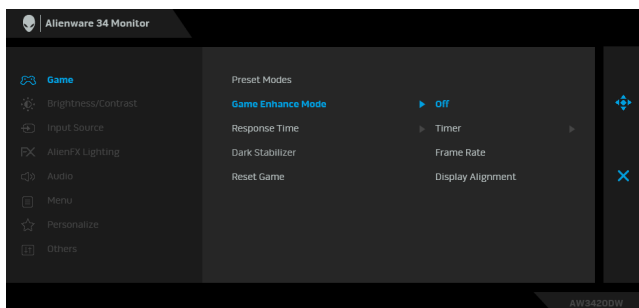 Alienware 34 Monitor
Game
Brightness/Contrast
Input Source
AlienFX Lighting
Audio
Menu
Personalize
Others
Preset Modes
Game Enhance Mode
Off
Response Time
Timer
Dark Stabilizer
Frame Rate
Reset Game
Display Alignment
AW3420DW